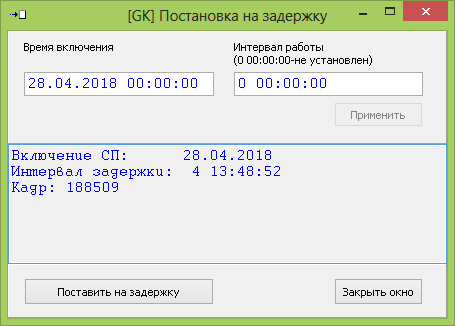 [GK] Постановка на задержку
Время включения
Интервал работы
(0 00:00:00-не установлен)
28.04.2018 00:00:00
0 00:00:00
Применить
Включение СП: 28.04.2018
Интервал задержки: 4 13:48:52
Кадр: 188509
Поставить на задержку
Закрыть окно